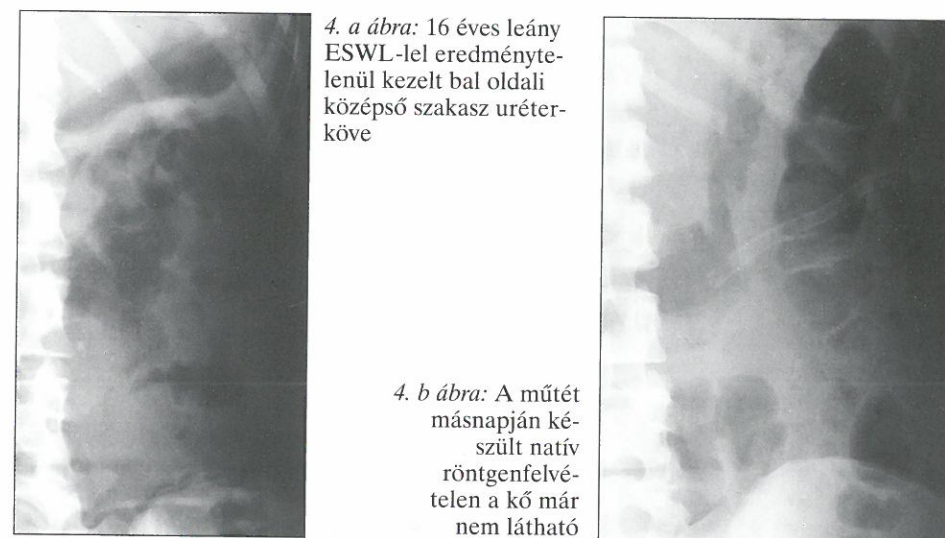 4. a ábra: 16 éves leány
ESWL-lel eredményte-
lenül kezelt bal oldali
középső szakasz uréter-
köve
4. b ábra: A műtét
másnapján ké-
szült natív
röntgenfelvé-
telen a kő már
nem látható